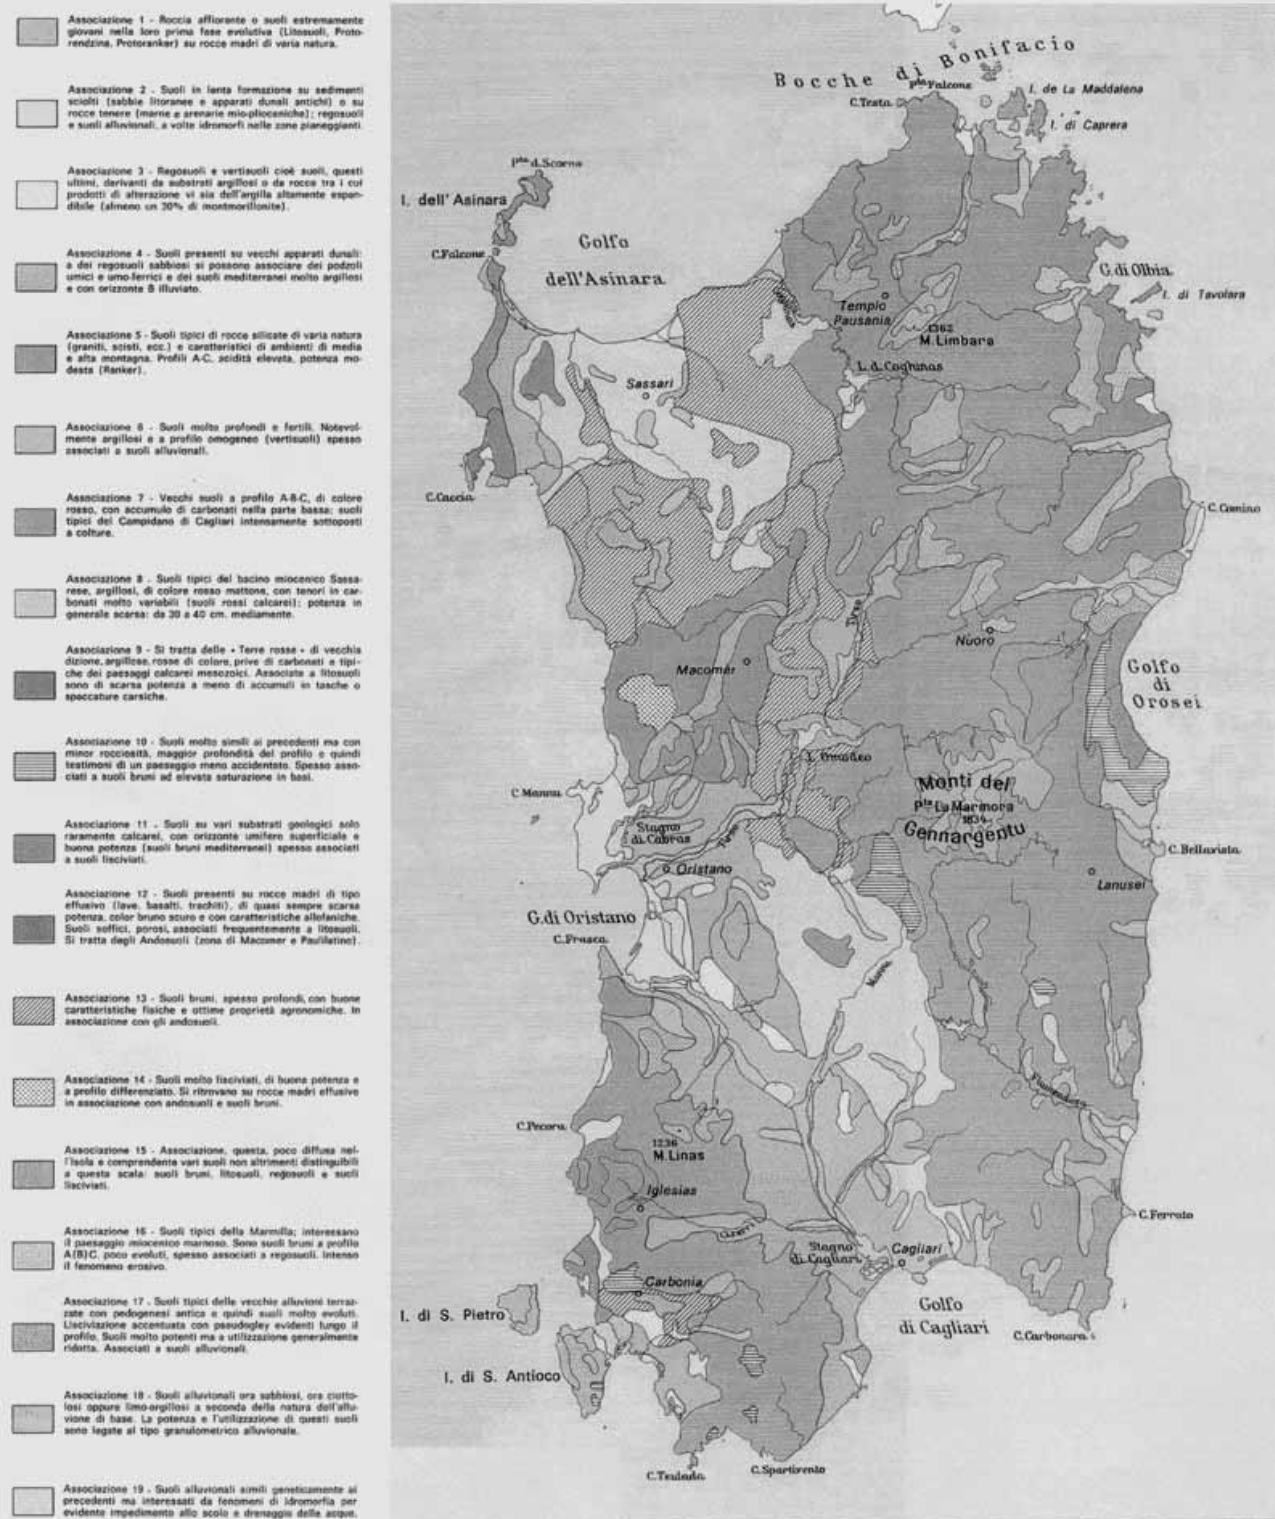 Associazione 1 - Roccia affiorante o suoli estremamente
giovani nella loro prima fase evolutiva (Litosuoli, Proto-
rendzina, Protoranker) su rocce madri di varia natura.
Associazione 2 - Suoli in lenta formazione su sedimenti
sciolti (sabbie litoranee e apparati dunali antichi) o su
rocce tenere (marne e arenarie mio-plioceniche); regosuoli
e suoli alluvionali, a volte idromorfi nelle zone pianeggianti.
Associazione 3 - Regosuoli e vertisuoli cioè suoli, questi
ultimi, derivanti da substrati argillosi o da rocce tra i cui
prodotti di alterazione vi sia dell'argilla altamente espan-
dibile (almeno un 30% di montmorillonite).
Associazione 4 - Suoli presenti su vecchi apparati dunali:
a dei regosuoli sabbiosi si possono associare dei podzoli
umici e umo-ferrici e dei suoli mediterranei molto argillosi
e con orizzonte B illuviato.
Associazione 5 - Suoli tipici di rocce silicate di varia natura
(graniti, scisti, ecc.) e caratteristici di ambienti di media
e alta montagna. Profili A-C, acidità elevata, potenza mo-
desta (Ranker).
Associazione 6 - Suoli molto profondi e fertili. Notevol-
mente argillosi e a profilo omogeneo (vertisuoli) spesso
associati a suoli alluvionali.
Associazione 7 - Vecchi suoli a profilo A-B-C, di colore
rosso, con accumulo di carbonati nella parte bassa: suoli
tipici del Campidano di Cagliari intensamente sottoposti
a colture.
Associazione 8 - Suoli tipici del bacino miocenico Sassa-
rese, argillosi, di colore rosso mattone, con tenori in car-
bonati molto variabili (suoli rossi calcarei); potenza in
generale scarsa: da 30 a 40 cm. mediamente.
Associazione 9 - Si tratta delle « Terre rosse » di vecchia
dizione, argillose, rosse di colore, prive di carbonati e tipi-
che dei paesaggi calcarei mesozoici. Associate a litosuoli
sono di scarsa potenza a meno di accumuli in tasche o
spaccature carsiche.
Associazione 10 - Suoli molto simili ai precedenti ma con
minor rocciosità, maggior profondità del profilo e quindi
testimoni di un paesaggio meno accidentato. Spesso asso-
ciati a suoli bruni ad elevata saturazione in basi.
Associazione 11 - Suoli su vari substrati geologici solo
raramente calcarei, con orizzonte umifero superficiale e
buona potenza (suoli bruni mediterranei) spesso associati
a suoli lisciviati.
Associazione 12 - Suoli presenti su rocce madri di tipo
effusivo (lave, basalti, trachiti), di quasi sempre scarsa
potenza, color bruno scuro e con caratteristiche allofaniche.
Suoli soffici, porosi, associati frequentemente a litosuoli.
Si tratta degli Andosuoli (zona di Macomer e Paulilatino).
Associazione 13 - Suoli bruni, spesso profondi, con buone
caratteristiche fisiche e ottime proprietà agronomiche. In
associazione con gli andosuoli.
Associazione 14 - Suoli molto lisciviati, di buona potenza e
a profilo differenziato. Si ritrovano su rocce madri effusive
in associazione con andosuoli e suoli bruni.
Associazione 15 - Associazione, questa, poco diffusa nel-
l'Isola e comprendente vari suoli non altrimenti distinguibili
a questa scala: suoli bruni, litosuoli, regosuoli e suoli
lisciviati.
Associazione 16 - Suoli tipici della Marmilla; interessano
il paesaggio miocenico marnoso. Sono suoli bruni a profilo
A(B)C, poco evoluti, spesso associati a regosuoli. Intenso
il fenomeno erosivo.
Associazione 17 - Suoli tipici delle vecchie alluvioni terraz-
zate con pedogenesi antica e quindi suoli molto evoluti.
Lisciviazione accentuata con pseudogley evidenti lungo il
profilo. Suoli molto potenti ma a utilizzazione generalmente
ridotta. Associati a suoli alluvionali.
Associazione 18 - Suoli alluvionali ora sabbiosi, ora ciotto-
losi oppure limo-argillosi a seconda della natura dell'allu-
vione di base. La potenza e l'utilizzazione di questi suoli
sono legate al tipo granulometrico alluvionale.
Associazione 19 - Suoli alluvionali simili geneticamente ai
precedenti ma interessati da fenomeni di idromorfia per
evidente impedimento allo scolo e drenaggio delle acque.
Bocche di Bonifacio
Pta Falcone
C. Testa
I. de La Maddalena
I. di Caprera
Pta d. Scorno
I. dell'Asinara
C. Falcone
Golfo
dell'Asinara
G. di Olbia
I. di Tavolara
Tempio
Pausania
1362
M. Limbara
L. d. Coghinas
Sassari
C. Caccia
C. Comino
Tirso
Nuoro
Macomér
Golfo
di
Orosei
L. Omodeo
Monti del
Pta La Marmora
1834
Gennargentu
C. Mannu
Stagno
di Cabras
Tirso
Oristano
C. Bellavista
Lanusei
G. di Oristano
C. Frasca
Mannu
Flumendosa
C. Pecora
1236
M. Linas
Iglesias
Cixerri
C. Ferrato
Stagno
di Cagliari
Cagliari
Carbonia
I. di S. Pietro
Golfo
di Cagliari
C. Carbonara
I. di S. Antioco
C. Teulada
C. Spartivento